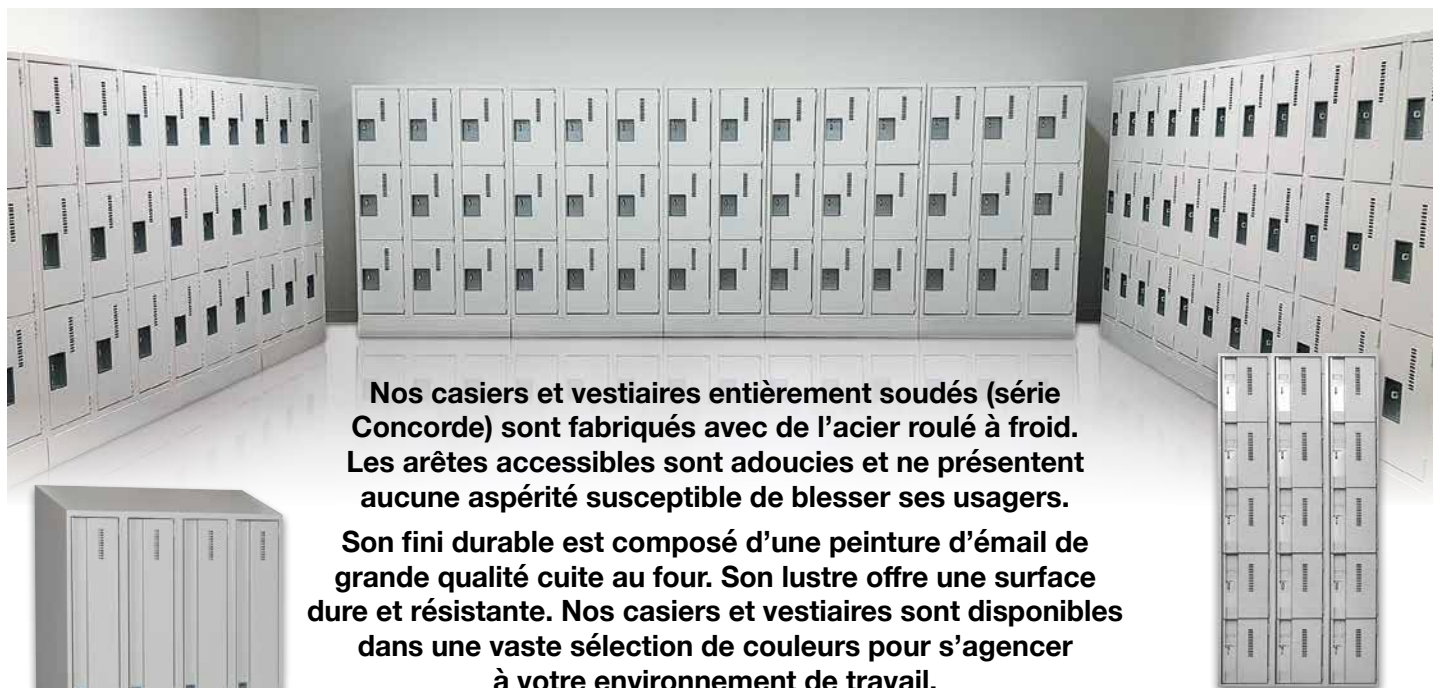 Nos casiers et vestiaires entièrement soudés (série
Concorde) sont fabriqués avec de l’acier roulé à froid.
Les arêtes accessibles sont adoucies et ne présentent
aucune aspérité susceptible de blesser ses usagers.
Son fini durable est composé d’une peinture d’émail de
grande qualité cuite au four. Son lustre offre une surface
dure et résistante. Nos casiers et vestiaires sont disponibles
dans une vaste sélection de couleurs pour s’agencer
à votre environnement de travail.